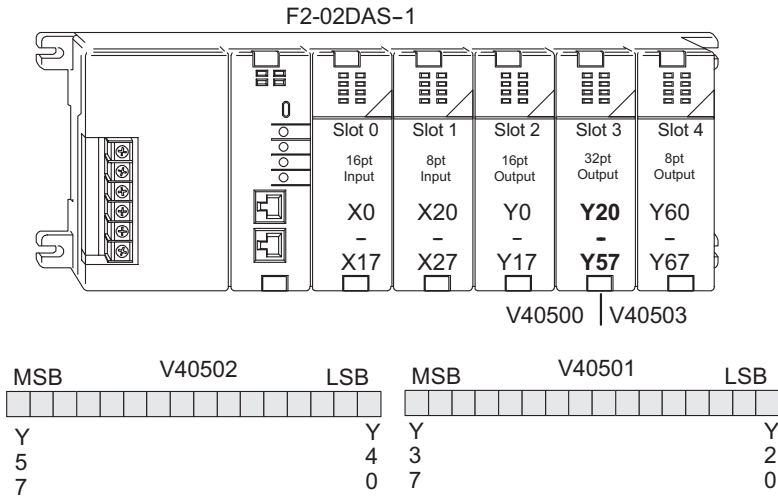 F2-02DAS-1
Slot 0 Slot 1 Slot 2 Slot 3 Slot 4
16pt Input 8pt Input 16pt Output 32pt Output 8pt Output
X0 X20 Y0 Y20 Y60
- - - - -
X17 X27 Y17 Y57 Y67
V40500 V40503
MSB V40502 LSB MSB V40501 LSB
Y Y Y Y
5 4 3 2
7 0 7 0